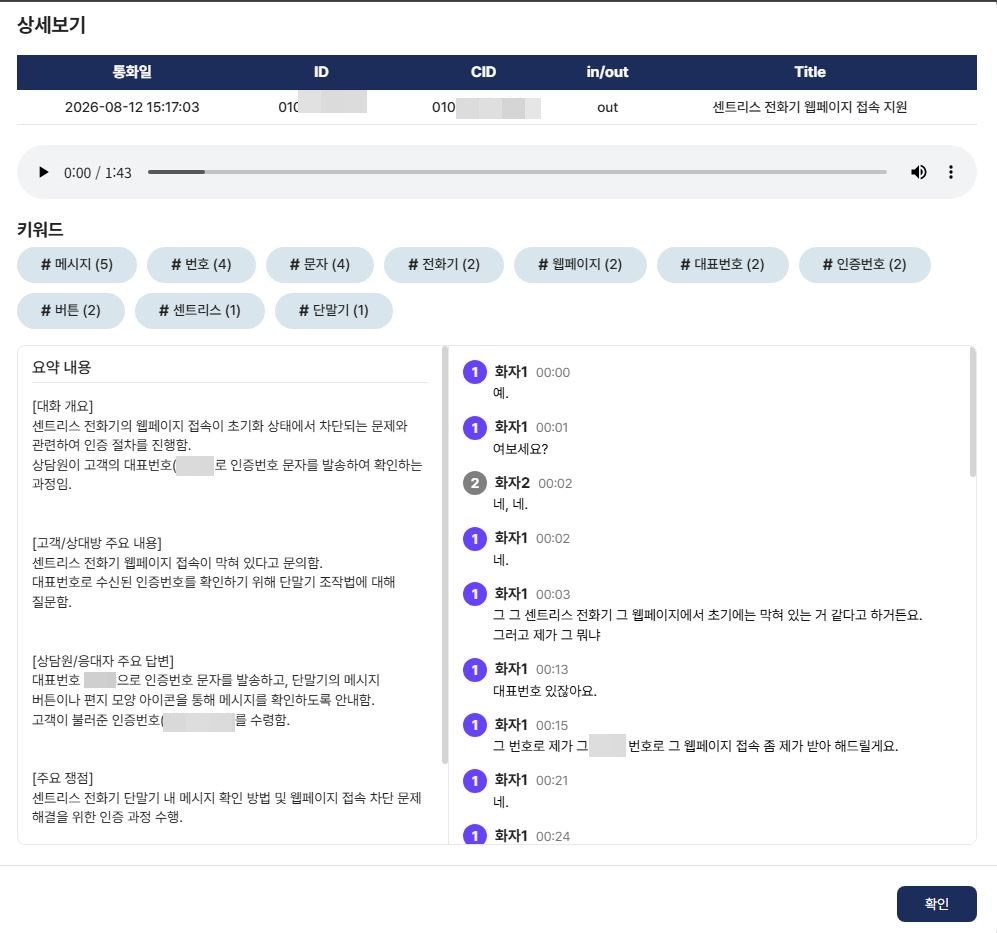 상세보기
통화일 ID CID in/out Title
2026-08-12 15:17:03 010 010 out 센트리스 전화기 웹페이지 접속 지원
0:00 / 1:43
키워드
# 메시지 (5) # 번호 (4) # 문자 (4) # 전화기 (2) # 웹페이지 (2) # 대표번호 (2) # 인증번호 (2)
# 버튼 (2) # 센트리스 (1) # 단말기 (1)
요약 내용
[대화 개요]
센트리스 전화기의 웹페이지 접속이 초기화 상태에서 차단되는 문제와
관련하여 인증 절차를 진행함.
상담원이 고객의 대표번호( 로 인증번호 문자를 발송하여 확인하는
과정임.
[고객/상대방 주요 내용]
센트리스 전화기 웹페이지 접속이 막혀 있다고 문의함.
대표번호로 수신된 인증번호를 확인하기 위해 단말기 조작법에 대해
질문함.
[상담원/응대자 주요 답변]
대표번호 으로 인증번호 문자를 발송하고, 단말기의 메시지
버튼이나 편지 모양 아이콘을 통해 메시지를 확인하도록 안내함.
고객이 불러준 인증번호( 를 수령함.
[주요 쟁점]
센트리스 전화기 단말기 내 메시지 확인 방법 및 웹페이지 접속 차단 문제
해결을 위한 인증 과정 수행.
1 화자1 00:00
예.
1 화자1 00:01
여보세요?
2 화자2 00:02
네, 네.
1 화자1 00:02
네.
1 화자1 00:03
그 그 센트리스 전화기 그 웹페이지에서 초기에는 막혀 있는 거 같다고 하거든요.
그러고 제가 그 뭐냐
1 화자1 00:13
대표번호 있잖아요.
1 화자1 00:15
그 번호로 제가 그 번호로 그 웹페이지 접속 좀 제가 받아 해드릴게요.
1 화자1 00:21
네.
1 화자1 00:24
확인